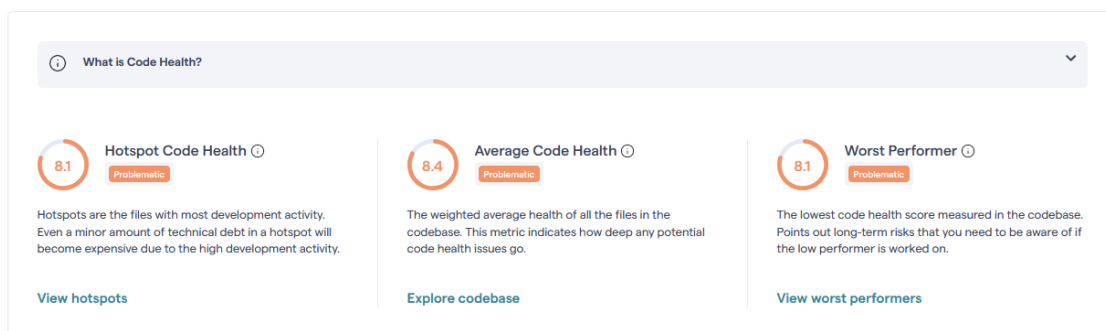 What is Code Health?
8.1
Hotspot Code Health
Problematic
Hotspots are the files with most development activity.
Even a minor amount of technical debt in a hotspot will
become expensive due to the high development activity.
View hotspots
8.4
Average Code Health
Problematic
The weighted average health of all the files in the
codebase. This metric indicates how deep any potential
code health issues go.
Explore codebase
8.1
Worst Performer
Problematic
The lowest code health score measured in the codebase.
Points out long-term risks that you need to be aware of if
the low performer is worked on.
View worst performers